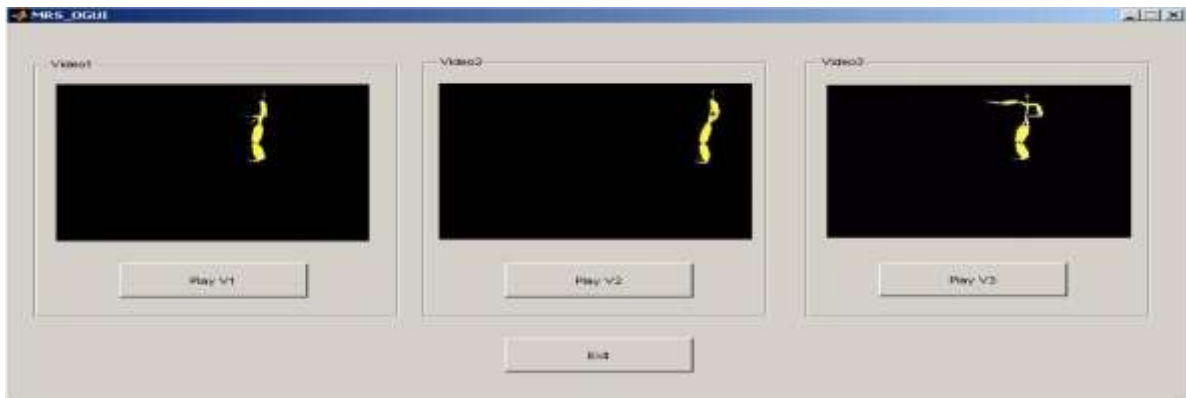 MRS_OGUI
Video1
Video2
Video3
Play V1
Play V2
Play V3
Exit